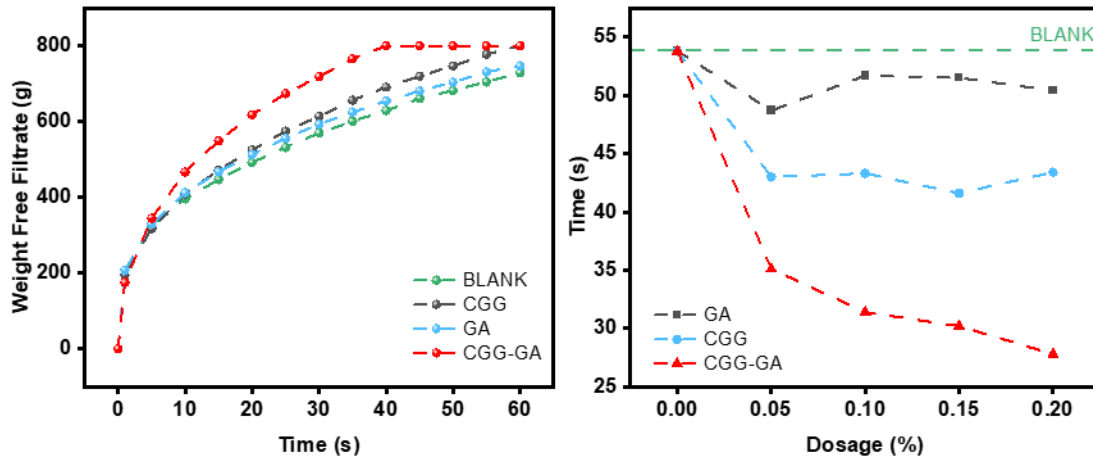 800
600
400
200
0
Weight Free Filtrate (g)
BLANK
CGG
GA
CGG-GA
0 10 20 30 40 50 60
Time (s)
55
50
45
40
35
30
25
Time (s)
BLANK
GA
CGG
CGG-GA
0.00 0.05 0.10 0.15 0.20
Dosage (%)